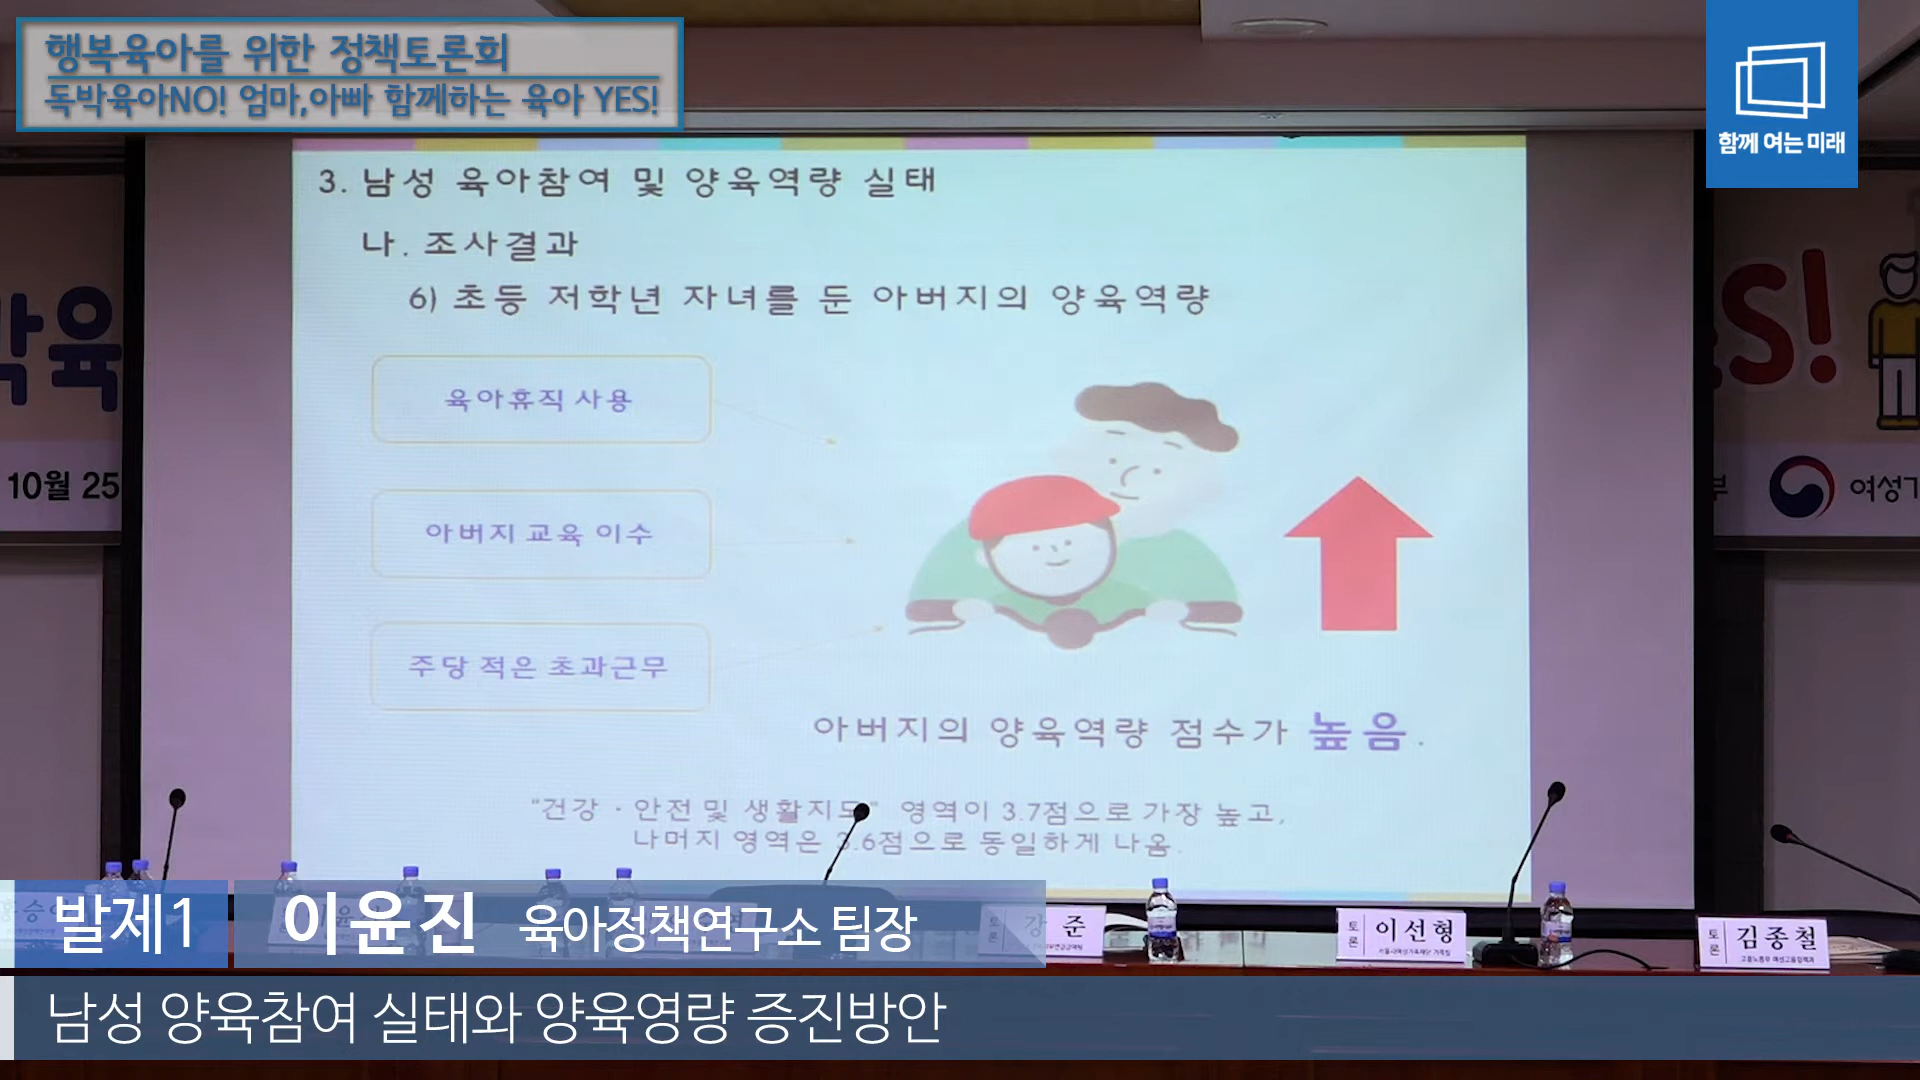 행복육아를 위한 정책토론회
독박육아NO! 엄마,아빠 함께하는 육아 YES!
함께 여는 미래
3. 남성 육아참여 및 양육역량 실태
나. 조사결과
6) 초등 저학년 자녀를 둔 아버지의 양육역량
육아휴직 사용
아버지 교육 이수
주당 적은 초과근무
아버지의 양육역량 점수가 높음.
"건강·안전 및 생활지도" 영역이 3.7점으로 가장 높고,
나머지 영역은 3.6점으로 동일하게 나옴.
박육
S!
10월 25
부 여성가
토론 강 준
토론 이선형
토론 김종철
발제1 이윤진 육아정책연구소 팀장
남성 양육참여 실태와 양육영량 증진방안